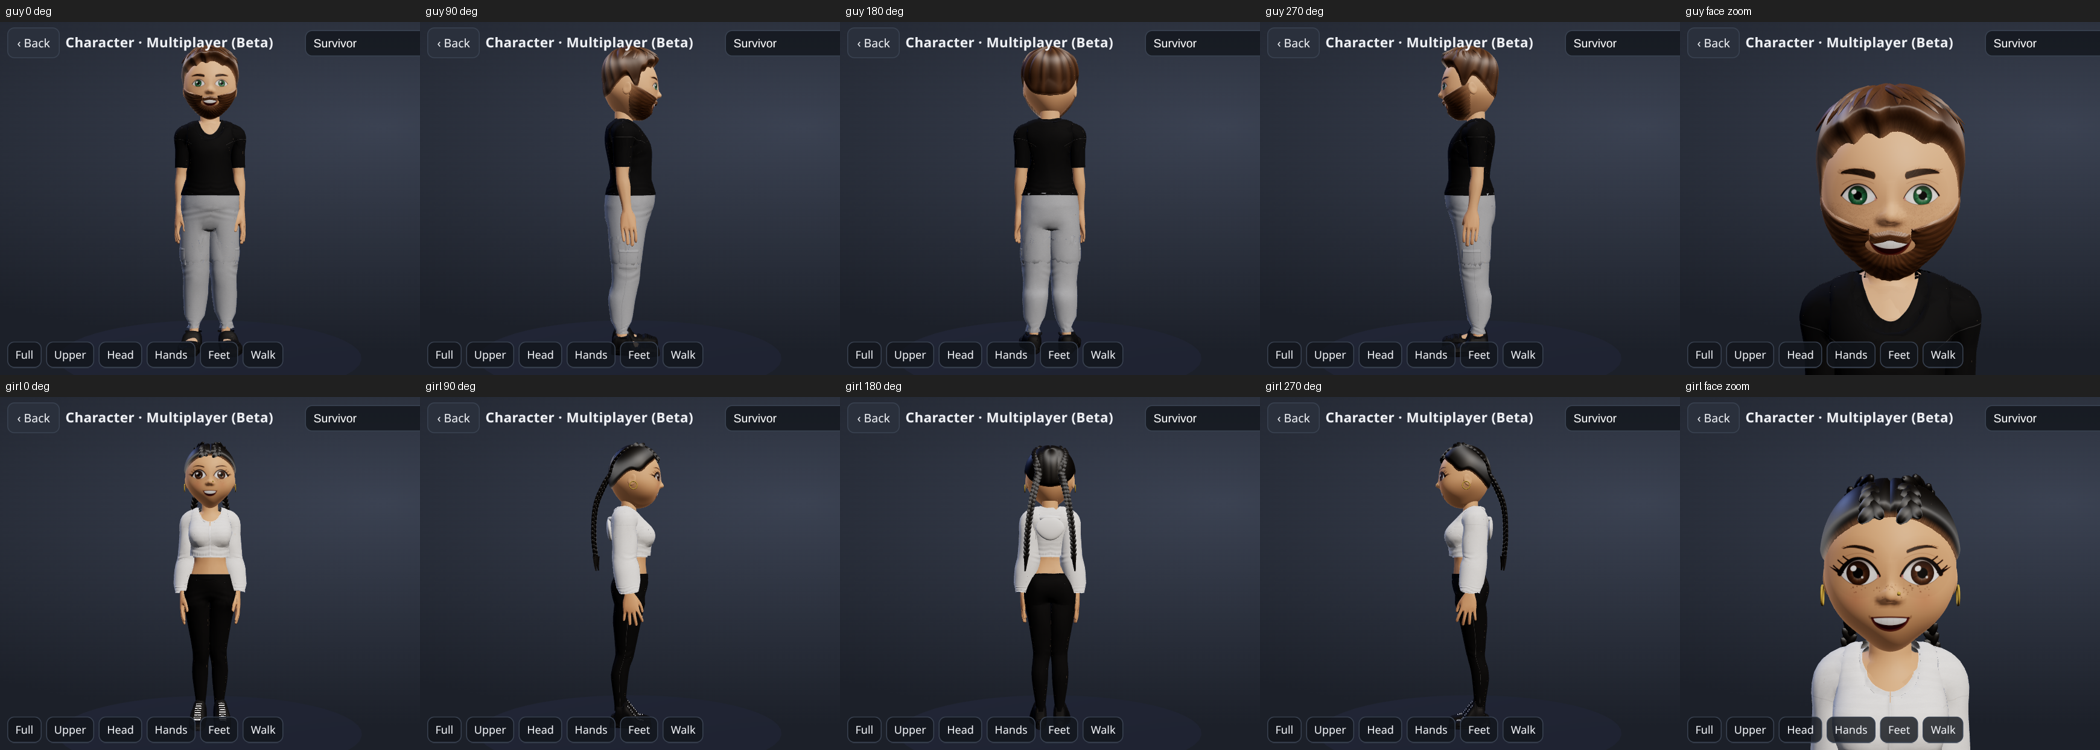 guy 0 deg
‹ Back Character · Multiplayer (Beta) Survivor
Full Upper Head Hands Feet Walk
guy 90 deg
‹ Back Character · Multiplayer (Beta) Survivor
Full Upper Head Hands Feet Walk
guy 180 deg
‹ Back Character · Multiplayer (Beta) Survivor
Full Upper Head Hands Feet Walk
guy 270 deg
‹ Back Character · Multiplayer (Beta) Survivor
Full Upper Head Hands Feet Walk
guy face zoom
‹ Back Character · Multiplayer (Beta) Survivor
Full Upper Head Hands Feet Walk
girl 0 deg
‹ Back Character · Multiplayer (Beta) Survivor
Full Upper Head Hands Feet Walk
girl 90 deg
‹ Back Character · Multiplayer (Beta) Survivor
Full Upper Head Hands Feet Walk
girl 180 deg
‹ Back Character · Multiplayer (Beta) Survivor
Full Upper Head Hands Feet Walk
girl 270 deg
‹ Back Character · Multiplayer (Beta) Survivor
Full Upper Head Hands Feet Walk
girl face zoom
‹ Back Character · Multiplayer (Beta) Survivor
Full Upper Head Hands Feet Walk